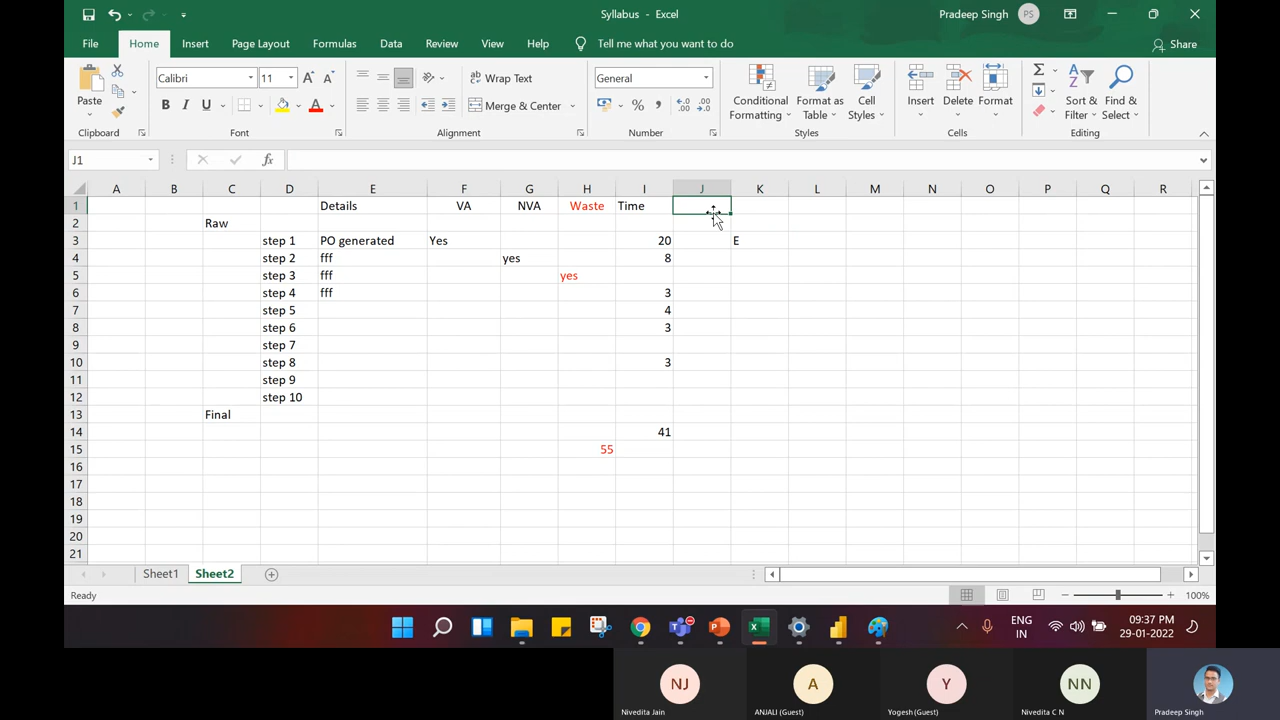 Syllabus - Excel
Pradeep Singh
PS
File Home Insert Page Layout Formulas Data Review View Help Tell me what you want to do
Share
Paste
Calibri 11
B I U
Wrap Text
Merge & Center
General
Conditional Formatting
Format as Table
Cell Styles
Insert Delete Format
Sort & Filter
Find & Select
Clipboard Font Alignment Number Styles Cells Editing
J1
fx
A B C D E F G H I J K L M N O P Q R
1 Details VA NVA Waste Time
2 Raw
3 step 1 PO generated Yes 20 E
4 step 2 fff yes 8
5 step 3 fff yes
6 step 4 fff 3
7 step 5 4
8 step 6 3
9 step 7
10 step 8 3
11 step 9
12 step 10
13 Final
14 41
15 55
16
17
18
19
20
21
Sheet1 Sheet2
Ready
100%
ENG IN
09:37 PM
29-01-2022
NJ A Y NN
Nivedita Jain ANJALI (Guest) Yogesh (Guest) Nivedita C N Pradeep Singh